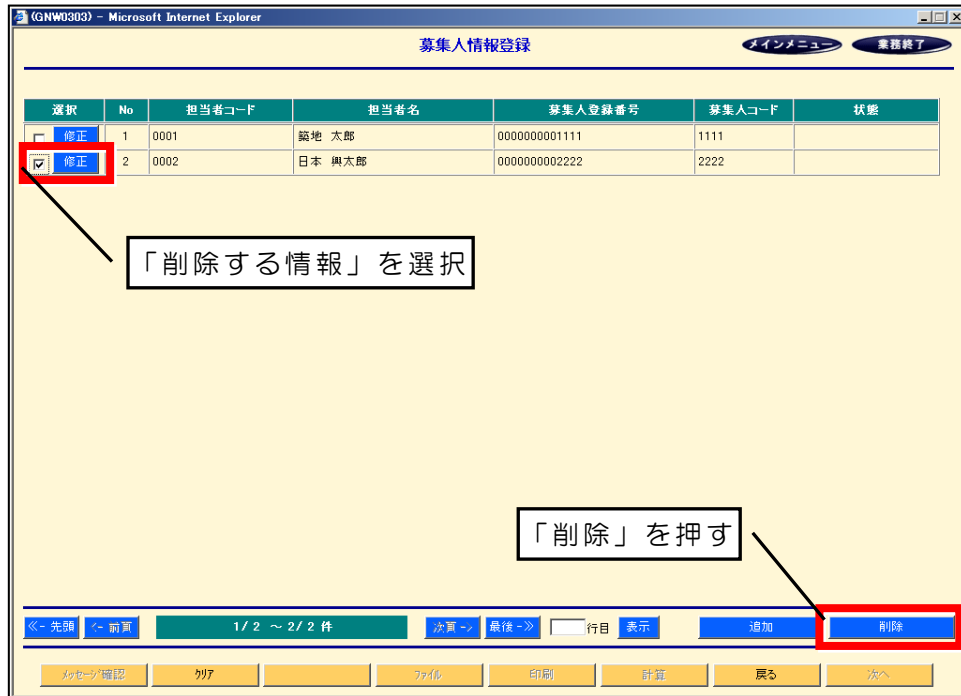 (GNW0303) - Microsoft Internet Explorer
募集人情報登録
メインメニュー 業務終了
選択 No 担当者コード 担当者名 募集人登録番号 募集人コード 状態
修正 1 0001 築地 太郎 0000000001111 1111
修正 2 0002 日本 興太郎 0000000002222 2222
「削除する情報」を選択
「削除」を押す
≪- 先頭 <- 前頁 1/ 2 ~ 2/ 2 件 次頁 -> 最後 -≫ 行目 表示 追加 削除
メッセージ確認 クリア ファイル 印刷 計算 戻る 次へ